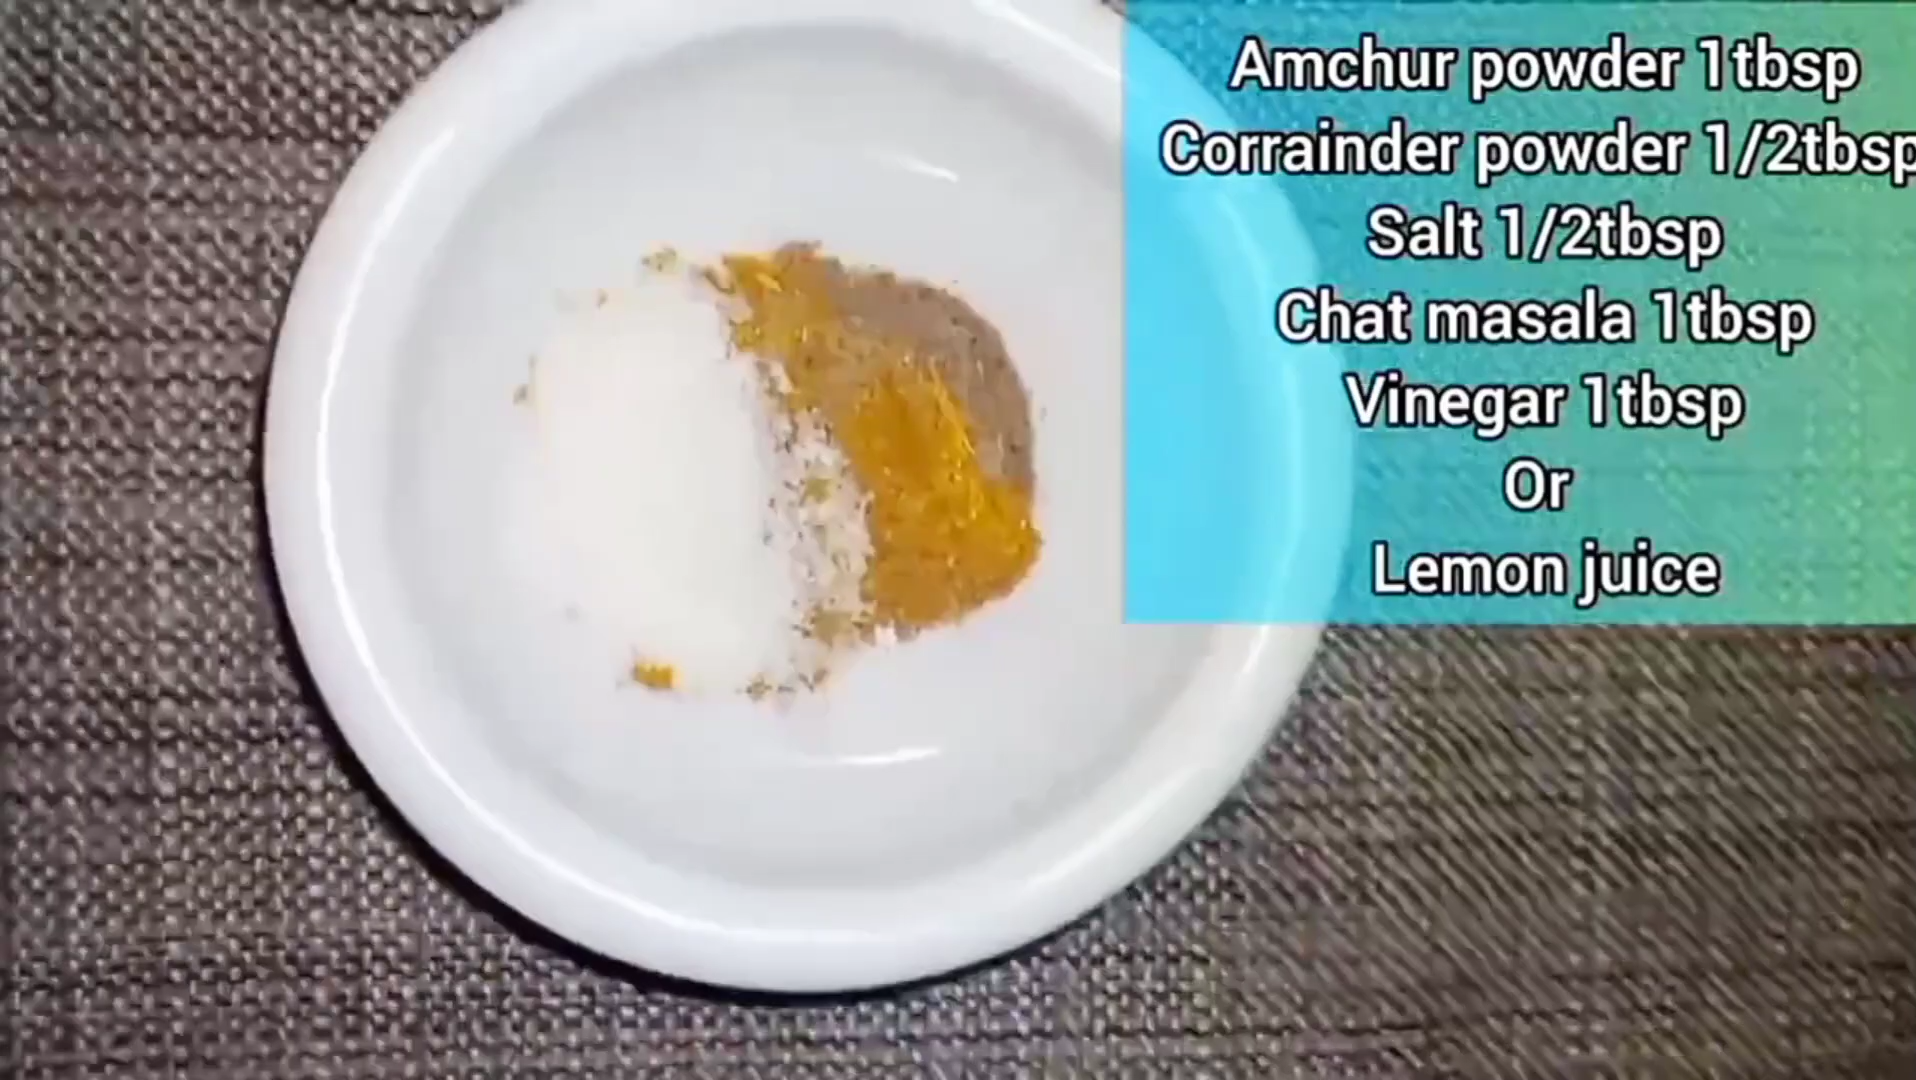 Amchur powder 1tbsp
Corrainder powder 1/2tbsp
Salt 1/2tbsp
Chat masala 1tbsp
Vinegar 1tbsp
Or
Lemon juice